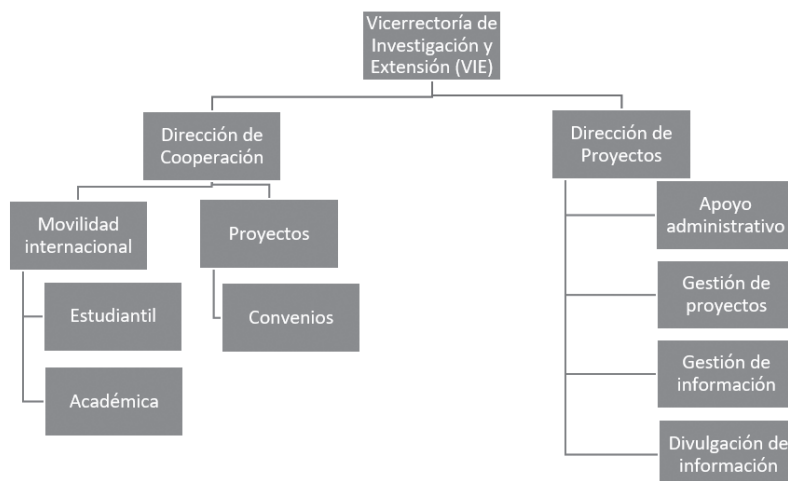 Vicerrectoría de
Investigación y
Extensión (VIE)
Dirección de
Cooperación
Dirección de
Proyectos
Movilidad
internacional
Proyectos
Estudiantil
Convenios
Académica
Apoyo
administrativo
Gestión de
proyectos
Gestión de
información
Divulgación de
información